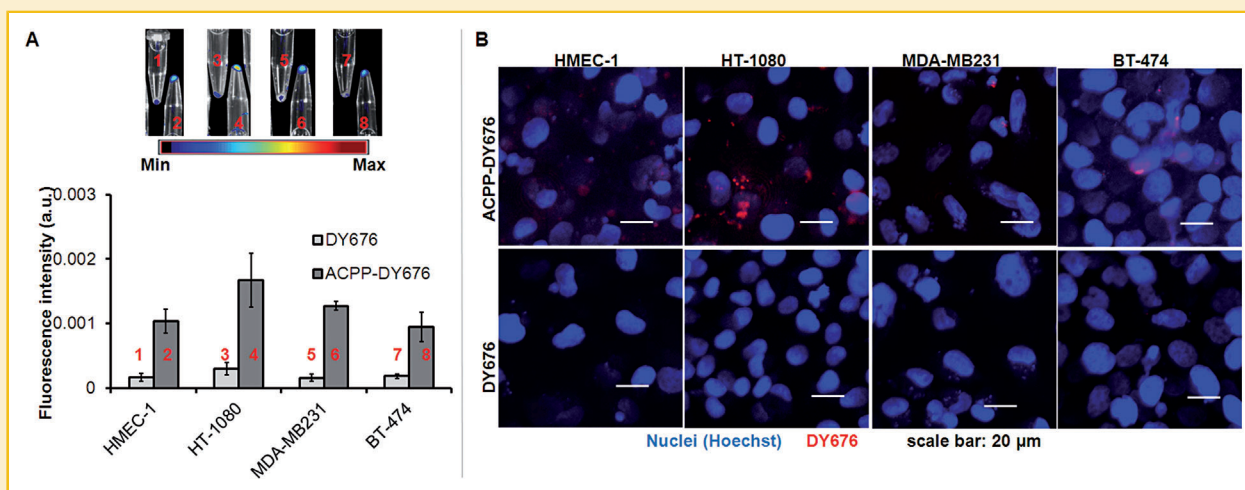 A
1 3 5 7
2 4 6 8
Min Max
Fluorescence intensity (a.u.)
0.003
0.002
0.001
0
DY676
ACPP-DY676
1 2 3 4 5 6 7 8
HMEC-1
HT-1080
MDA-MB231
BT-474
B
HMEC-1 HT-1080 MDA-MB231 BT-474
ACPP-DY676
DY676
Nuclei (Hoechst) DY676 scale bar: 20 µm